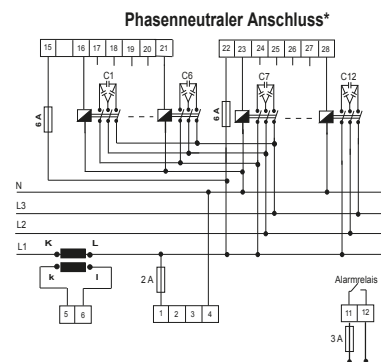 Phasenneutraler Anschluss*
15 16 17 18 19 20 21 22 23 24 25 26 27 28
C1 C6 C7 C12
6 A 6 A
N
L3
L2
L1
K L
k l
2 A
Alarmrelais
5 6 1 2 3 4 11 12
3 A